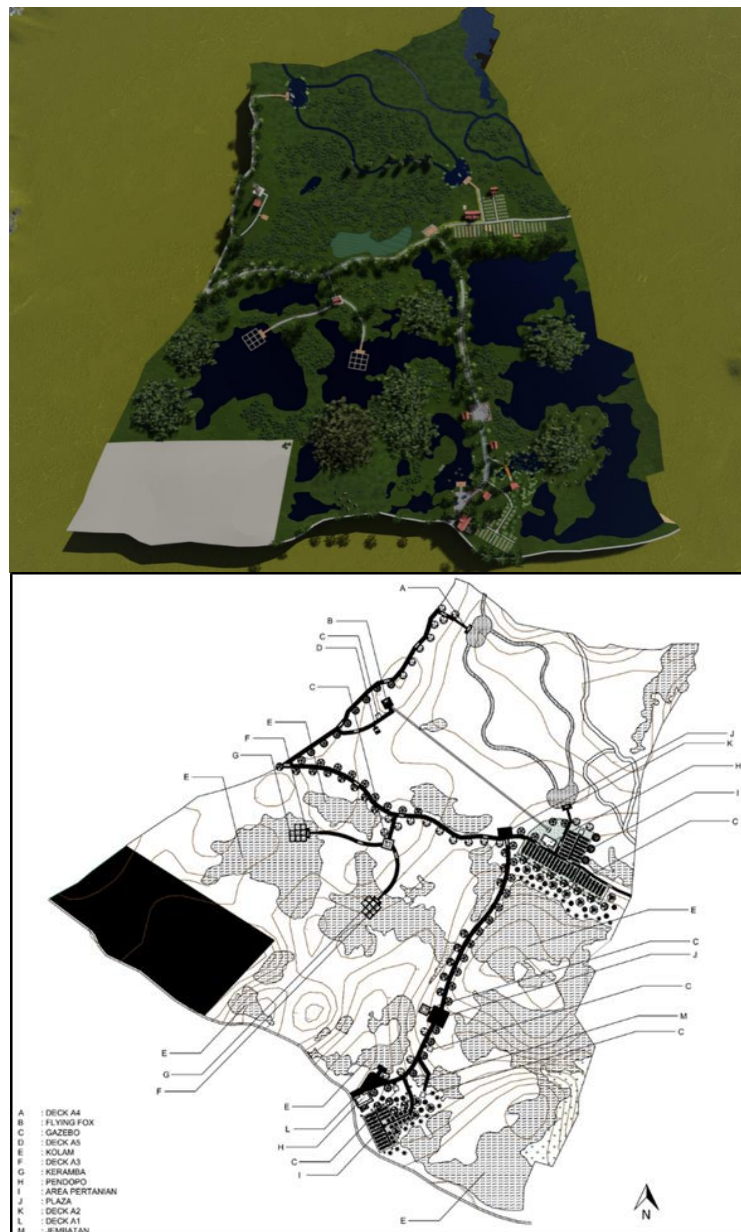 A
B
C
D
C
E
F
G
E
J
K
H
I
C
E
C
J
C
M
C
E
G
F
E
L
H
C
I
E
A : DECK A4
B : FLYING FOX
C : GAZEBO
D : DECK A5
E : KOLAM
F : DECK A3
G : KERAMBA
H : PENDOPO
I : AREA PERTANIAN
J : PLAZA
K : DECK A2
L : DECK A1
M : JEMBATAN
N